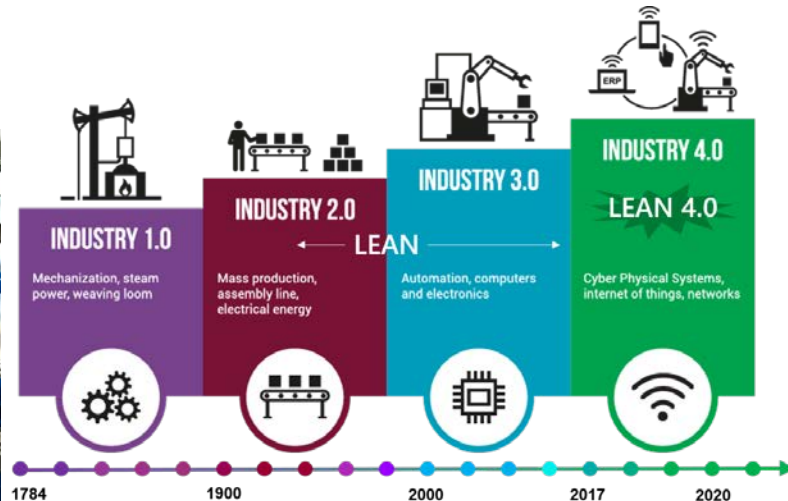 ERP
INDUSTRY 1.0
Mechanization, steam
power, weaving loom
INDUSTRY 2.0
Mass production,
assembly line,
electrical energy
LEAN
INDUSTRY 3.0
Automation, computers
and electronics
INDUSTRY 4.0
LEAN 4.0
Cyber Physical Systems,
internet of things, networks
1784
1900
2000
2017
2020